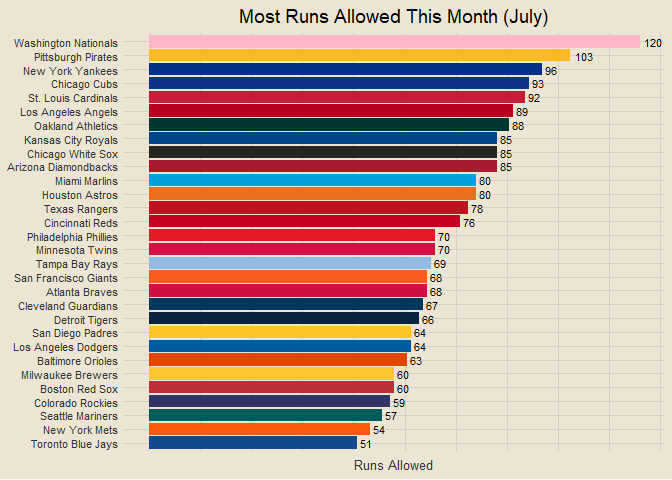 Most Runs Allowed This Month (July)
Washington Nationals 120
Pittsburgh Pirates 103
New York Yankees 96
Chicago Cubs 93
St. Louis Cardinals 92
Los Angeles Angels 89
Oakland Athletics 88
Kansas City Royals 85
Chicago White Sox 85
Arizona Diamondbacks 85
Miami Marlins 80
Houston Astros 80
Texas Rangers 78
Cincinnati Reds 76
Philadelphia Phillies 70
Minnesota Twins 70
Tampa Bay Rays 69
San Francisco Giants 68
Atlanta Braves 68
Cleveland Guardians 67
Detroit Tigers 66
San Diego Padres 64
Los Angeles Dodgers 64
Baltimore Orioles 63
Milwaukee Brewers 60
Boston Red Sox 60
Colorado Rockies 59
Seattle Mariners 57
New York Mets 54
Toronto Blue Jays 51
Runs Allowed